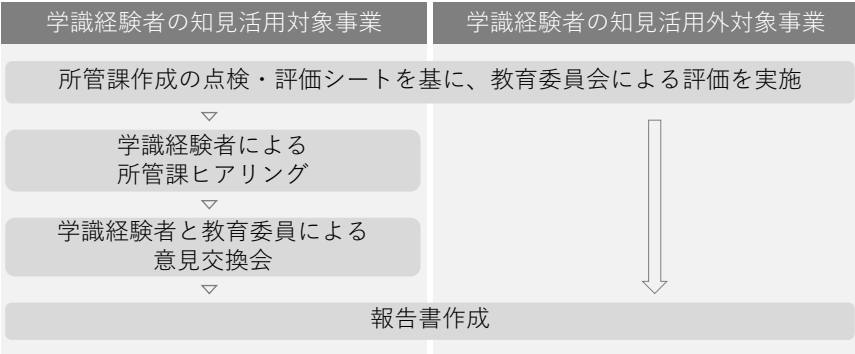 学識経験者の知見活用対象事業
学識経験者の知見活用外対象事業
所管課作成の点検・評価シートを基に、教育委員会による評価を実施
学識経験者による
所管課ヒアリング
学識経験者と教育委員による
意見交換会
報告書作成